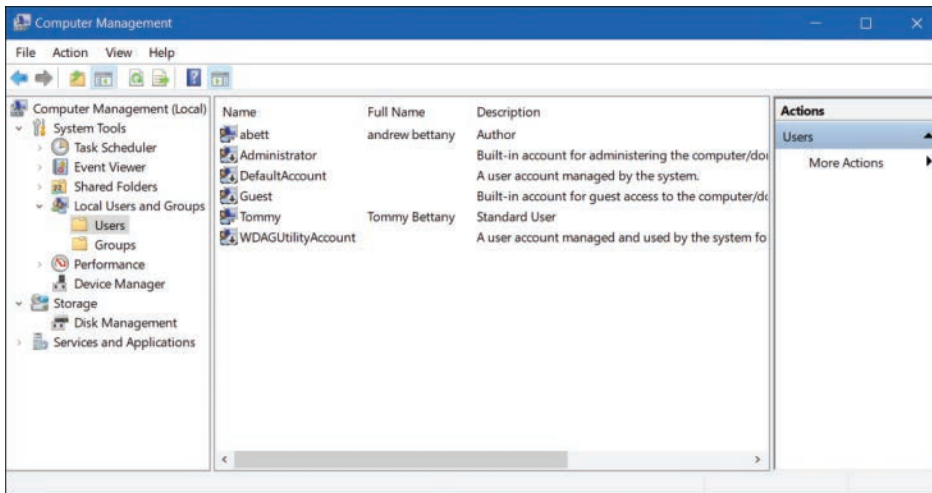 Computer Management
File Action View Help
Computer Management (Local)
System Tools
Task Scheduler
Event Viewer
Shared Folders
Local Users and Groups
Users
Groups
Performance
Device Manager
Storage
Disk Management
Services and Applications
Name Full Name Description
abett andrew bettany Author
Administrator Built-in account for administering the computer/do
DefaultAccount A user account managed by the system.
Guest Built-in account for guest access to the computer/d
Tommy Tommy Bettany Standard User
WDAGUtilityAccount A user account managed and used by the system fo
Actions
Users
More Actions